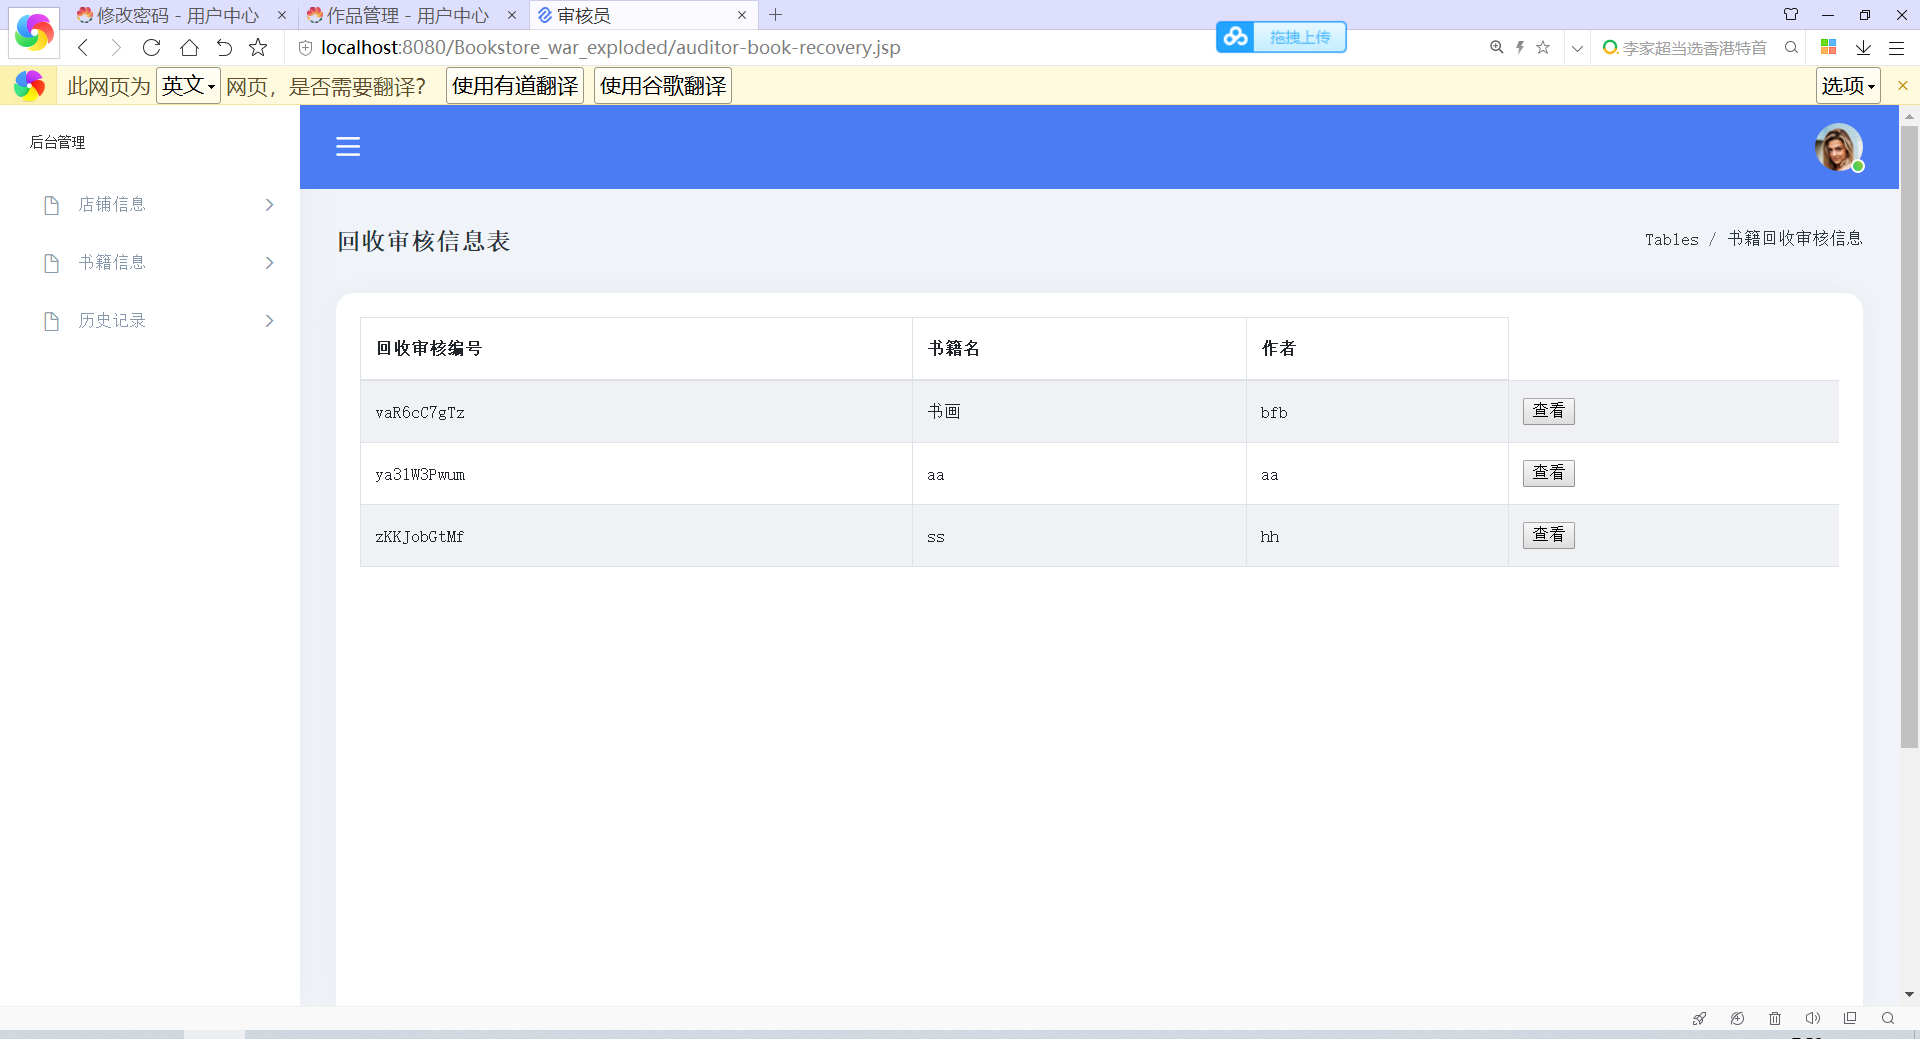 修改密码 - 用户中心
作品管理 - 用户中心
审核员
localhost:8080/Bookstore_war_exploded/auditor-book-recovery.jsp
拖拽上传
李家超当选香港特首
此网页为 英文 网页，是否需要翻译？ 使用有道翻译 使用谷歌翻译 选项
后台管理
店铺信息
书籍信息
历史记录
回收审核信息表
Tables / 书籍回收审核信息
回收审核编号 书籍名 作者
vaR6cC7gTz 书画 bfb 查看
ya31W3Pwum aa aa 查看
zKKJobGtMf ss hh 查看